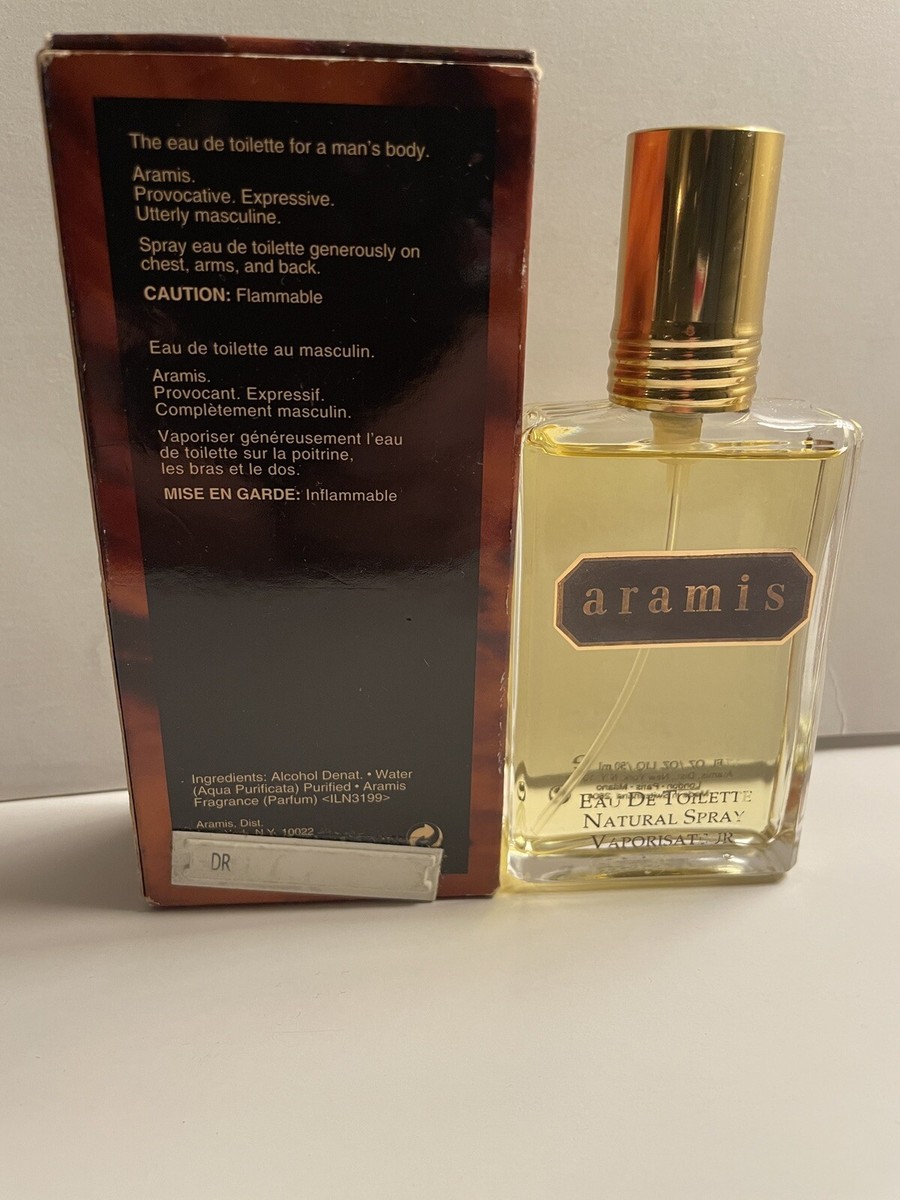 The eau de toilette for a man's body.
Aramis.
Provocative. Expressive.
Utterly masculine.
Spray eau de toilette generously on
chest, arms, and back.
CAUTION: Flammable
Eau de toilette au masculin.
Aramis.
Provocant. Expressif.
Complètement masculin.
Vaporiser généreusement l'eau
de toilette sur la poitrine,
les bras et le dos.
MISE EN GARDE: Inflammable
Ingredients: Alcohol Denat. • Water
(Aqua Purificata) Purified • Aramis
Fragrance (Parfum) <ILN3199>
Aramis, Dist.
N.Y. 10022
DR
aramis
EAU DE TOILETTE
NATURAL SPRAY